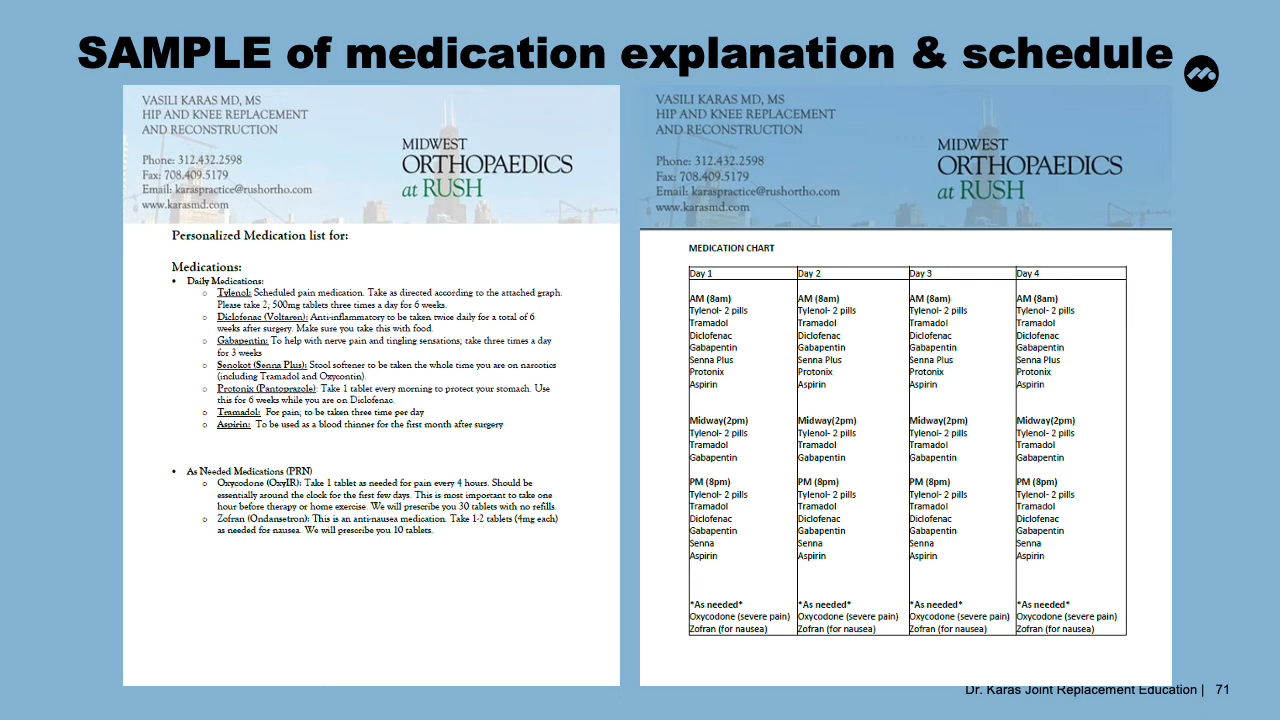 SAMPLE of medication explanation & schedule
VASILI KARAS MD, MS
HIP AND KNEE REPLACEMENT
AND RECONSTRUCTION
Phone: 312.432.2598
Fax: 708.409.5179
Email: karaspractice@rushortho.com
www.karasmd.com
MIDWEST
ORTHOPAEDICS
at RUSH
Personalized Medication list for:
Medications:
• Daily Medications:
o Tylenol: Scheduled pain medication. Take as directed according to the attached graph.
Please take 2, 500mg tablets three times a day for 6 weeks.
o Diclofenac (Voltaren): Anti-inflammatory to be taken twice daily for a total of 6
weeks after surgery. Make sure you take this with food.
o Gabapentin: To help with nerve pain and tingling sensations; take three times a day
for 3 weeks
o Senokot (Senna Plus): Stool softener to be taken the whole time you are on narcotics
(including Tramadol and Oxycontin).
o Protonix (Pantoprazole): Take 1 tablet every morning to protect your stomach. Use
this for 6 weeks while you are on Diclofenac.
o Tramadol: For pain; to be taken three time per day
o Aspirin: To be used as a blood thinner for the first month after surgery
• As Needed Medications (PRN)
o Oxycodone (OxyIR): Take 1 tablet as needed for pain every 4 hours. Should be
essentially around the clock for the first few days. This is most important to take one
hour before therapy or home exercise. We will prescribe you 30 tablets with no refills.
o Zofran (Ondansetron): This is an anti-nausea medication. Take 1-2 tablets (4mg each)
as needed for nausea. We will prescribe you 10 tablets.
VASILI KARAS MD, MS
HIP AND KNEE REPLACEMENT
AND RECONSTRUCTION
Phone: 312.432.2598
Fax: 708.409.5179
Email: karaspractice@rushortho.com
www.karasmd.com
MIDWEST
ORTHOPAEDICS
at RUSH
MEDICATION CHART
Day 1 Day 2 Day 3 Day 4
AM (8am) AM (8am) AM (8am) AM (8am)
Tylenol- 2 pills Tylenol- 2 pills Tylenol- 2 pills Tylenol- 2 pills
Tramadol Tramadol Tramadol Tramadol
Diclofenac Diclofenac Diclofenac Diclofenac
Gabapentin Gabapentin Gabapentin Gabapentin
Senna Plus Senna Plus Senna Plus Senna Plus
Protonix Protonix Protonix Protonix
Aspirin Aspirin Aspirin Aspirin
Midway(2pm) Midway(2pm) Midway(2pm) Midway(2pm)
Tylenol- 2 pills Tylenol- 2 pills Tylenol- 2 pills Tylenol- 2 pills
Tramadol Tramadol Tramadol Tramadol
Gabapentin Gabapentin Gabapentin Gabapentin
PM (8pm) PM (8pm) PM (8pm) PM (8pm)
Tylenol- 2 pills Tylenol- 2 pills Tylenol- 2 pills Tylenol- 2 pills
Tramadol Tramadol Tramadol Tramadol
Diclofenac Diclofenac Diclofenac Diclofenac
Gabapentin Gabapentin Gabapentin Gabapentin
Senna Senna Senna Senna
Aspirin Aspirin Aspirin Aspirin
*As needed* *As needed* *As needed* *As needed*
Oxycodone (severe pain) Oxycodone (severe pain) Oxycodone (severe pain) Oxycodone (severe pain)
Zofran (for nausea) Zofran (for nausea) Zofran (for nausea) Zofran (for nausea)
Dr. Karas Joint Replacement Education | 71